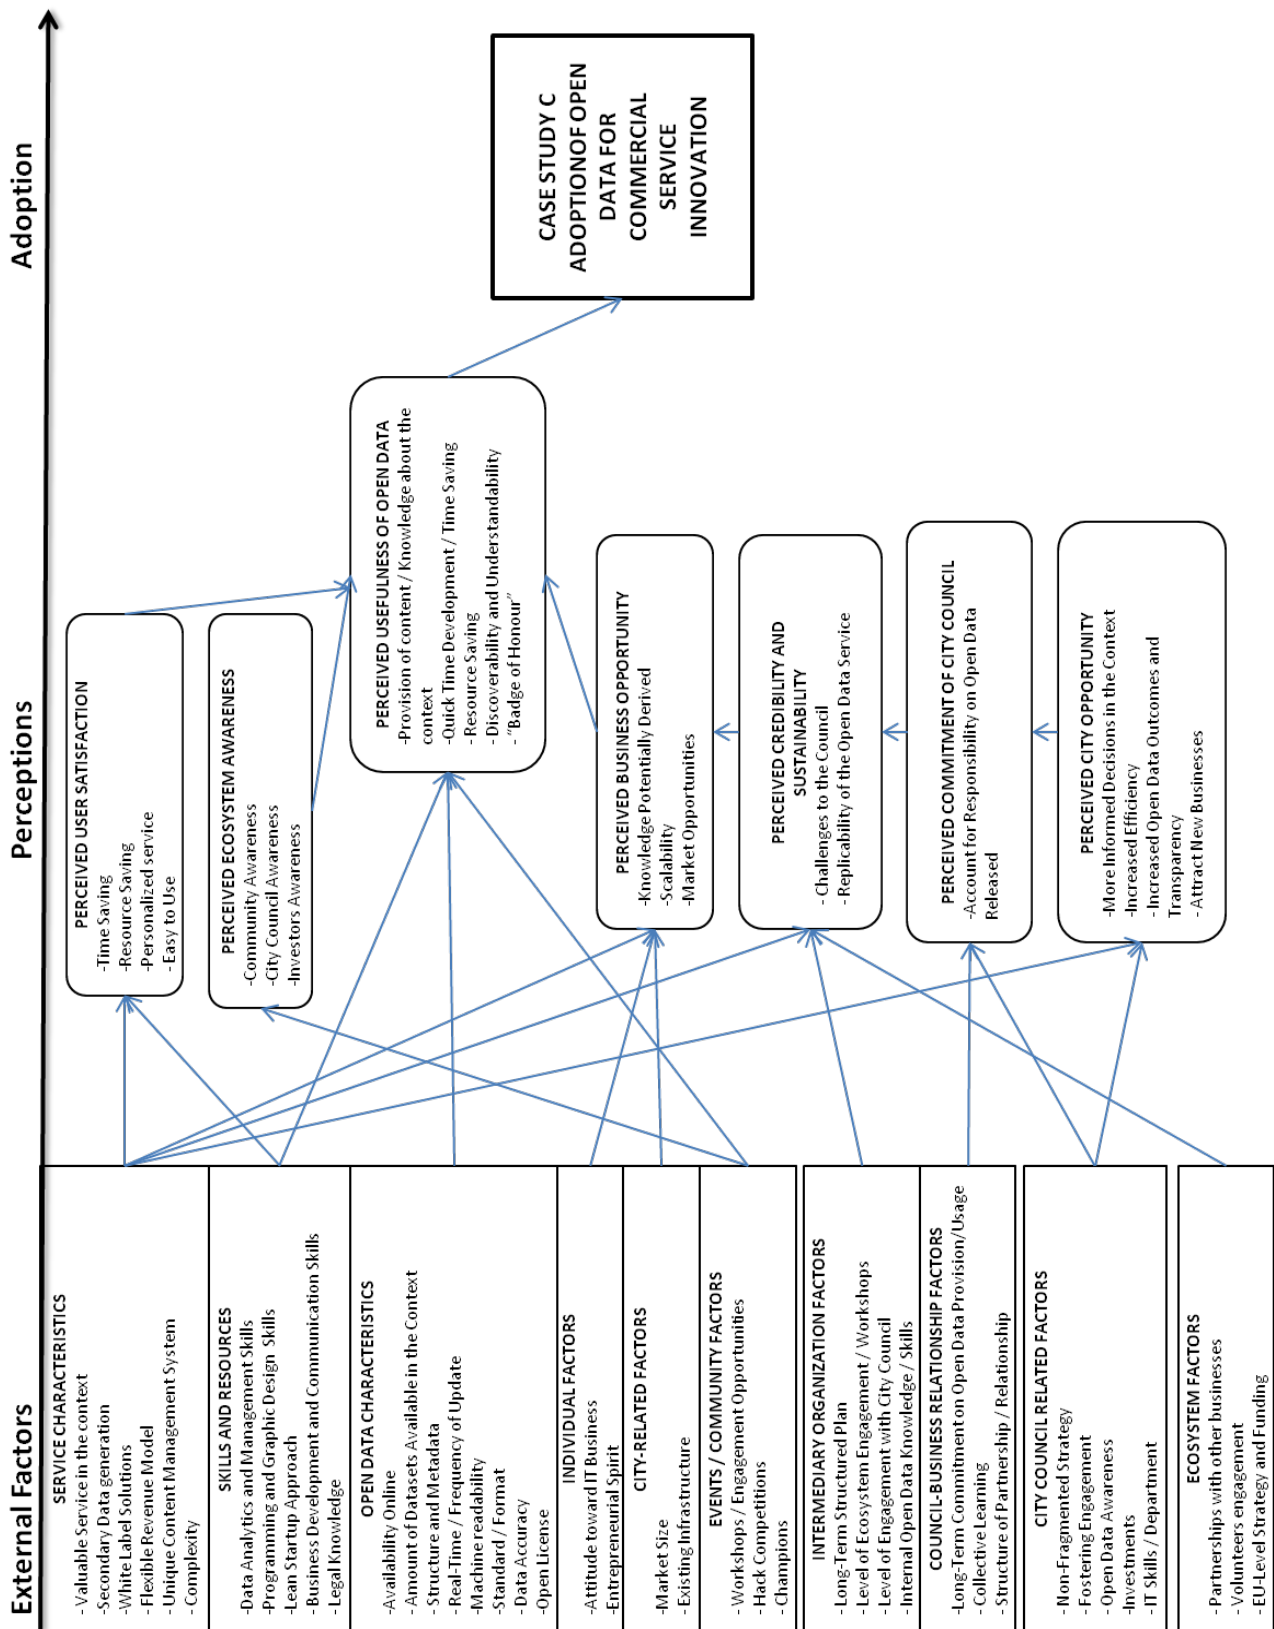 External Factors
Perceptions
Adoption
SERVICE CHARACTERISTICS
- Valuable Service in the context
-Secondary Data generation
-White Label Solutions
- Flexible Revenue Model
- Unique Content Management System
- Complexity
SKILLS AND RESOURCES
-Data Analytics and Management Skills
-Programming and Graphic Design Skills
-Lean Startup Approach
- Business Development and Communication Skills
- Legal Knowledge
OPEN DATA CHARACTERISTICS
-Availability Online
- Amount of Datasets Available in the Context
- Structure and Metadata
- Real-Time / Frequency of Update
-Machine readability
-Standard / Format
- Data Accuracy
-Open License
INDIVIDUAL FACTORS
-Attitude toward IT Business
-Entrepreneurial Spirit
CITY-RELATED FACTORS
-Market Size
- Existing Infrastructure
EVENTS / COMMUNITY FACTORS
- Workshops / Engagement Opportunities
- Hack Competitions
- Champions
INTERMEDIARY ORGANIZATION FACTORS
- Long-Term Structured Plan
- Level of Ecosystem Engagement / Workshops
- Level of Engagement with City Council
- Internal Open Data Knowledge / Skills
COUNCIL-BUSINESS RELATIONSHIP FACTORS
-Long-Term Commitment on Open Data Provision/Usage
- Collective Learning
- Structure of Partnership / Relationship
CITY COUNCIL RELATED FACTORS
- Non-Fragmented Strategy
- Fostering Engagement
- Open Data Awareness
-Investments
- IT Skills / Department
ECOSYSTEM FACTORS
- Partnerships with other businesses
- Volunteers engagement
- EU-Level Strategy and Funding
PERCEIVED USER SATISFACTION
-Time Saving
- Resource Saving
-Personalized service
- Easy to Use
PERCEIVED ECOSYSTEM AWARENESS
-Community Awareness
- City Council Awareness
-Investors Awareness
PERCEIVED USEFULNESS OF OPEN DATA
-Provision of content / Knowledge about the
context
-Quick Time Development / Time Saving
- Resource Saving
- Discoverability and Understandability
- “Badge of Honour”
PERCEIVED BUSINESS OPPORTUNITY
-Knowledge Potentially Derived
-Scalability
-Market Opportunities
PERCEIVED CREDIBILITY AND
SUSTAINABILITY
- Challenges to the Council
- Replicability of the Open Data Service
PERCEIVED COMMITMENT OF CITY COUNCIL
-Account for Responsibility on Open Data
Released
PERCEIVED CITY OPPORTUNITY
-More Informed Decisions in the Context
-Increased Efficiency
- Increased Open Data Outcomes and
Transparency
- Attract New Businesses
CASE STUDY C
ADOPTIONOF OPEN
DATA FOR
COMMERCIAL
SERVICE
INNOVATION